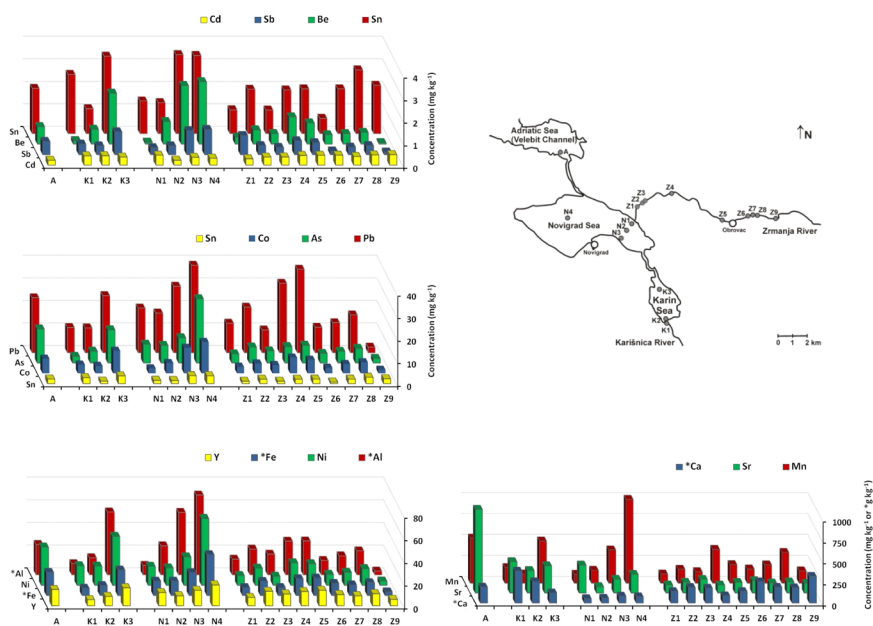 Cd Sb Be Sn
Sn
Be
Sb
Cd
A K1 K2 K3 N1 N2 N3 N4 Z1 Z2 Z3 Z4 Z5 Z6 Z7 Z8 Z9
4
3
2
1
0
Concentration (mg kg⁻¹)
Sn Co As Pb
Pb
As
Co
Sn
A K1 K2 K3 N1 N2 N3 N4 Z1 Z2 Z3 Z4 Z5 Z6 Z7 Z8 Z9
40
30
20
10
0
Concentration (mg kg⁻¹)
Y *Fe Ni *Al
*Al
Ni
*Fe
Y
A K1 K2 K3 N1 N2 N3 N4 Z1 Z2 Z3 Z4 Z5 Z6 Z7 Z8 Z9
80
60
40
20
0
Concentration (mg kg⁻¹)
Adriatic Sea
(Velebit Channel)
A
N
Z4
Z3
Z2
Z1
N4
Novigrad Sea
N1
N2
N3
Novigrad
Z5
Obrovac
Z6 Z7 Z8 Z9
Zrmanja River
K3
Karin
Sea
K2
K1
Karišnica River
0 1 2 km
*Ca Sr Mn
Mn
Sr
*Ca
A K1 K2 K3 N1 N2 N3 N4 Z1 Z2 Z3 Z4 Z5 Z6 Z7 Z8 Z9
1000
750
500
250
0
Concentration (mg kg⁻¹ or *g kg⁻¹)